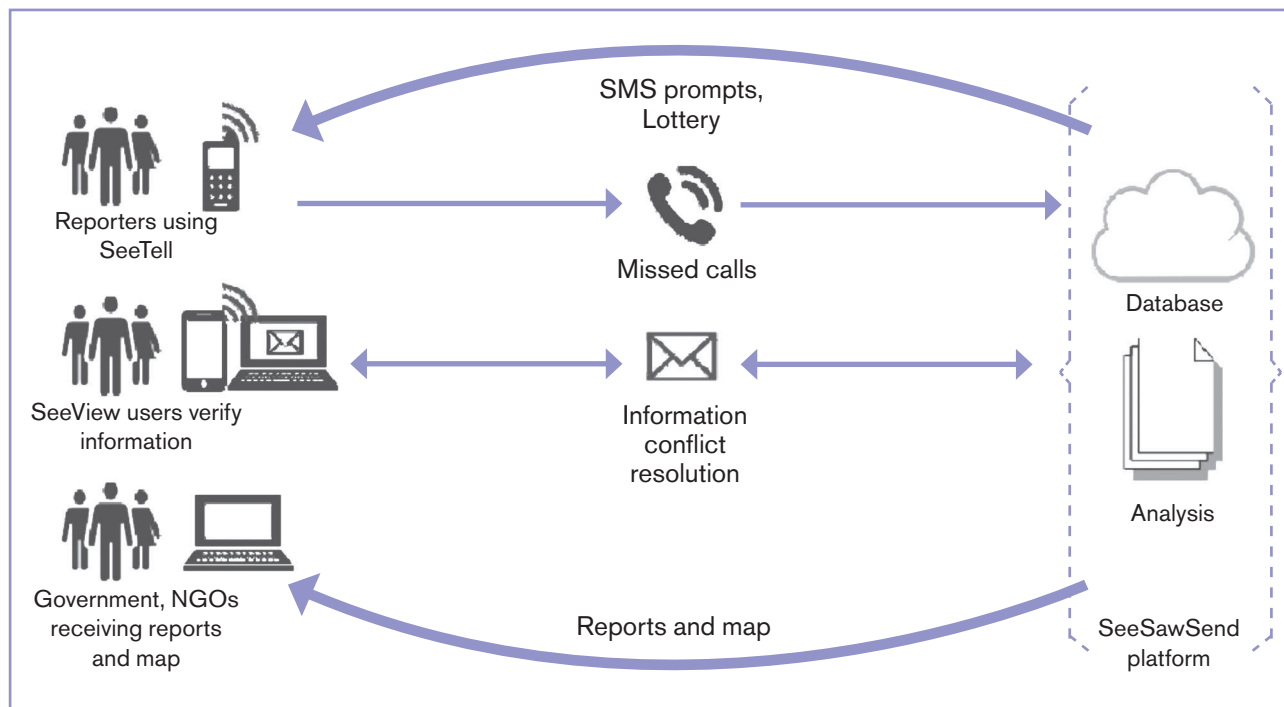 SMS prompts,
Lottery
Reporters using
SeeTell
Missed calls
Database
SeeView users verify
information
Information
conflict
resolution
Analysis
Government, NGOs
receiving reports
and map
Reports and map
SeeSawSend
platform